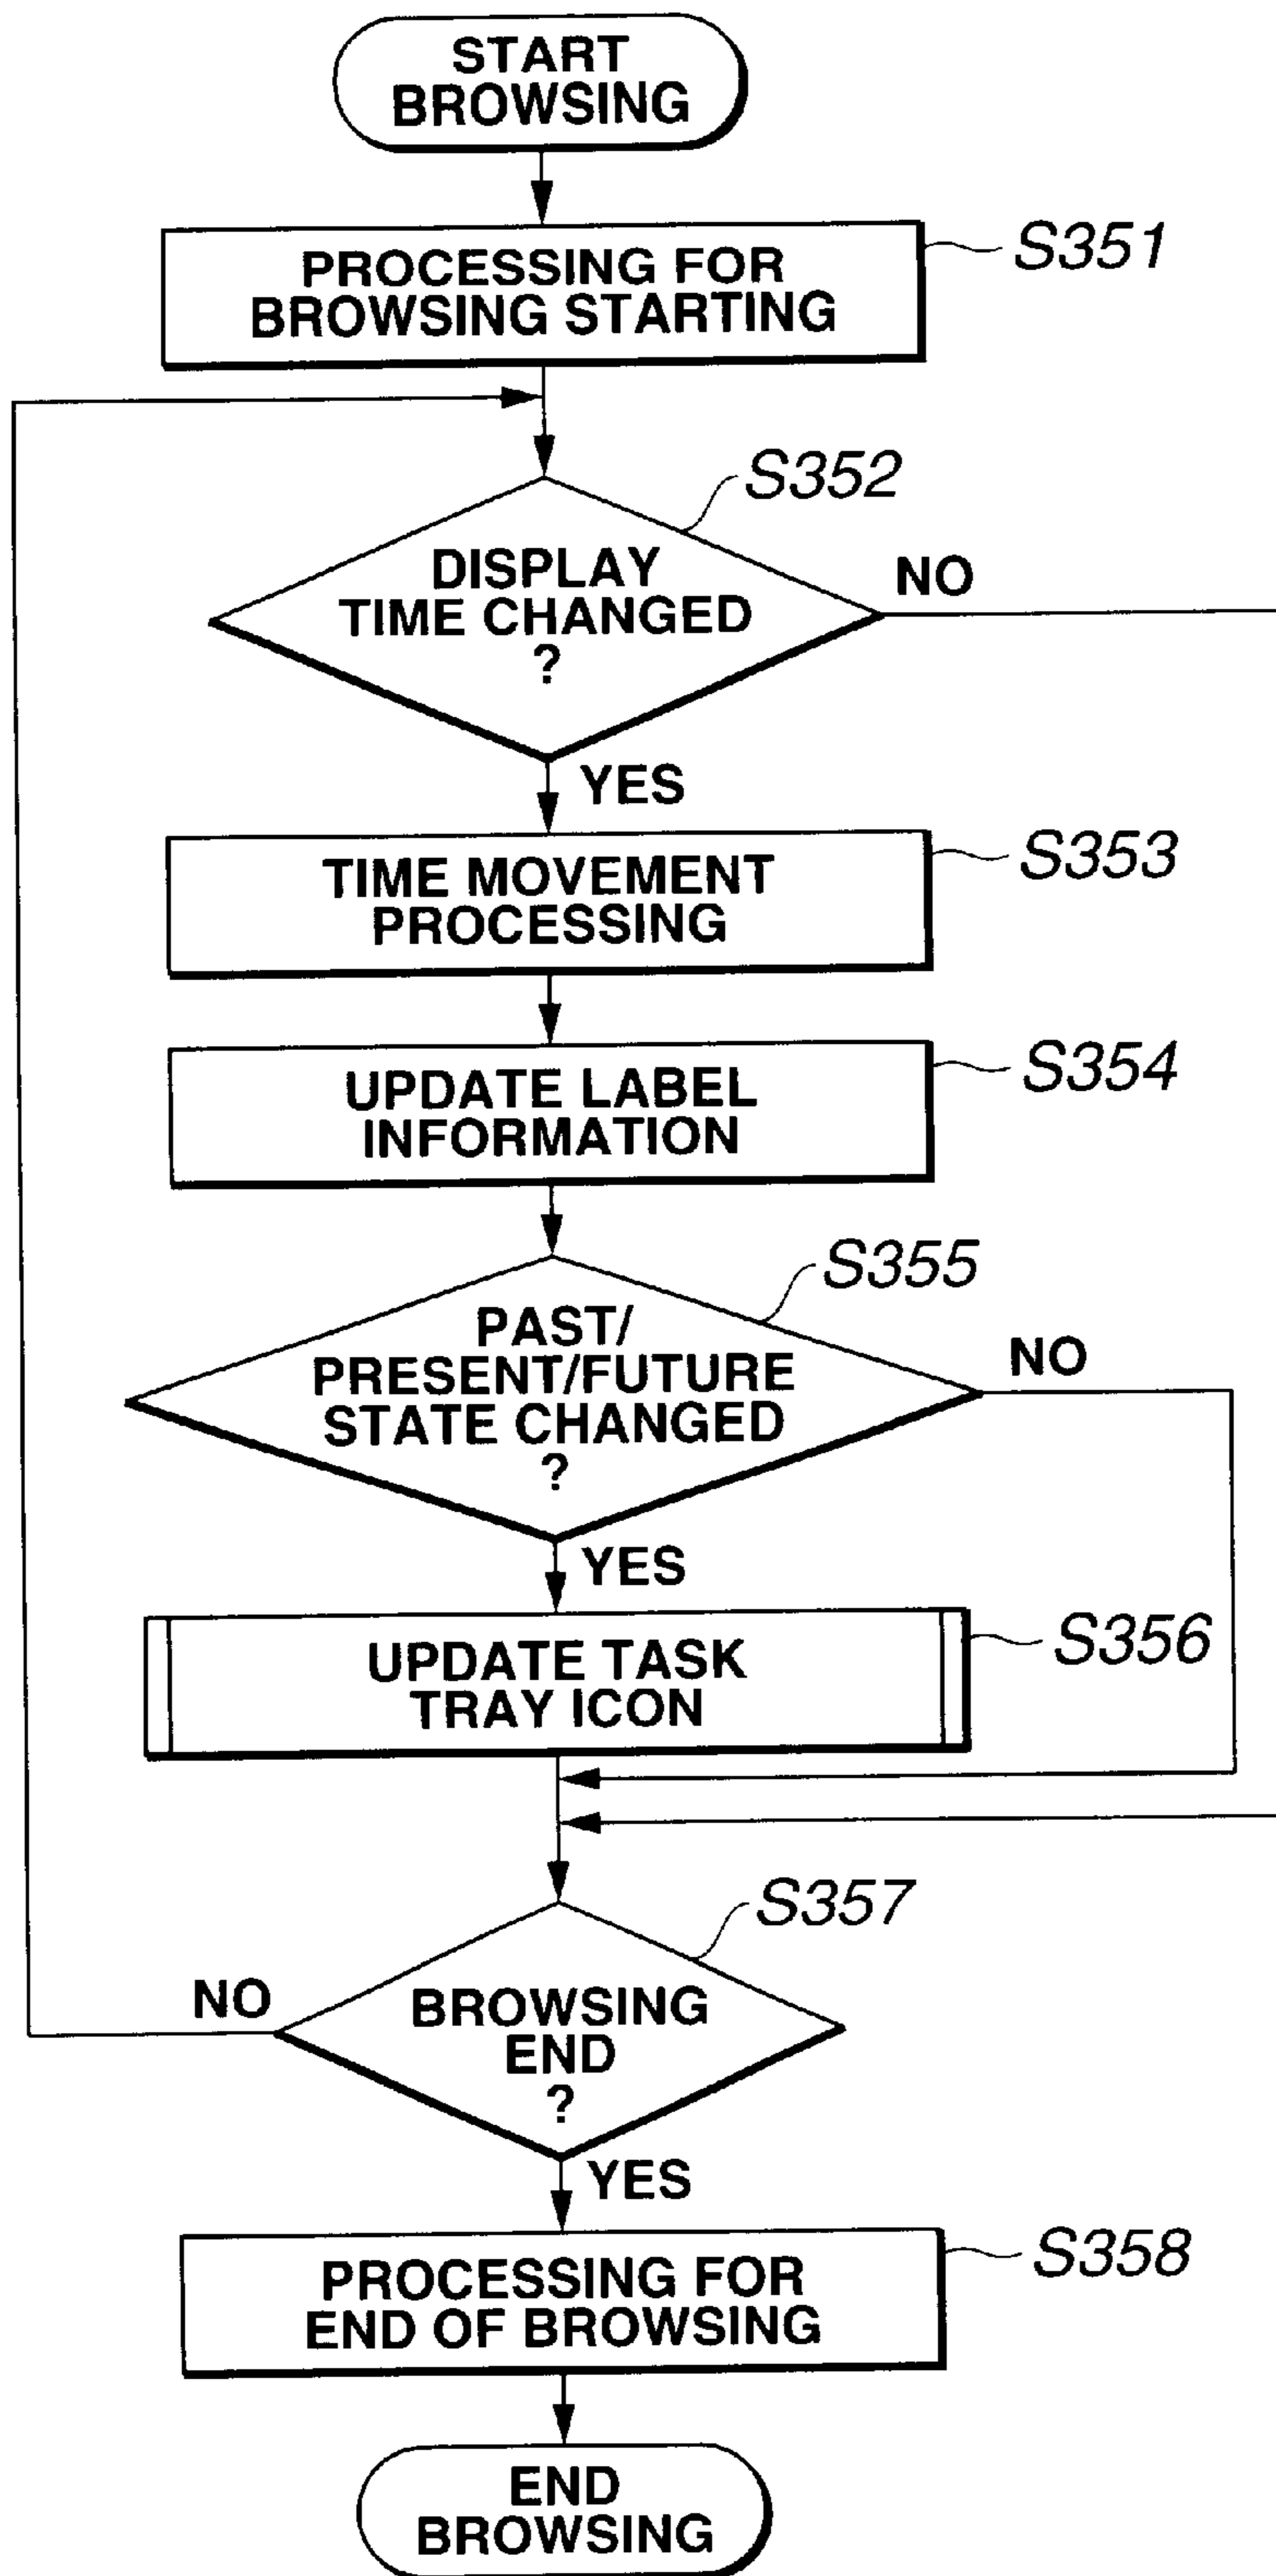 START
BROWSING
PROCESSING FOR
BROWSING STARTING
S351
S352
DISPLAY
TIME CHANGED
?
NO
YES
TIME MOVEMENT
PROCESSING
S353
UPDATE LABEL
INFORMATION
S354
S355
PAST/
PRESENT/FUTURE
STATE CHANGED
?
NO
YES
UPDATE TASK
TRAY ICON
S356
S357
NO
BROWSING
END
?
YES
PROCESSING FOR
END OF BROWSING
S358
END
BROWSING